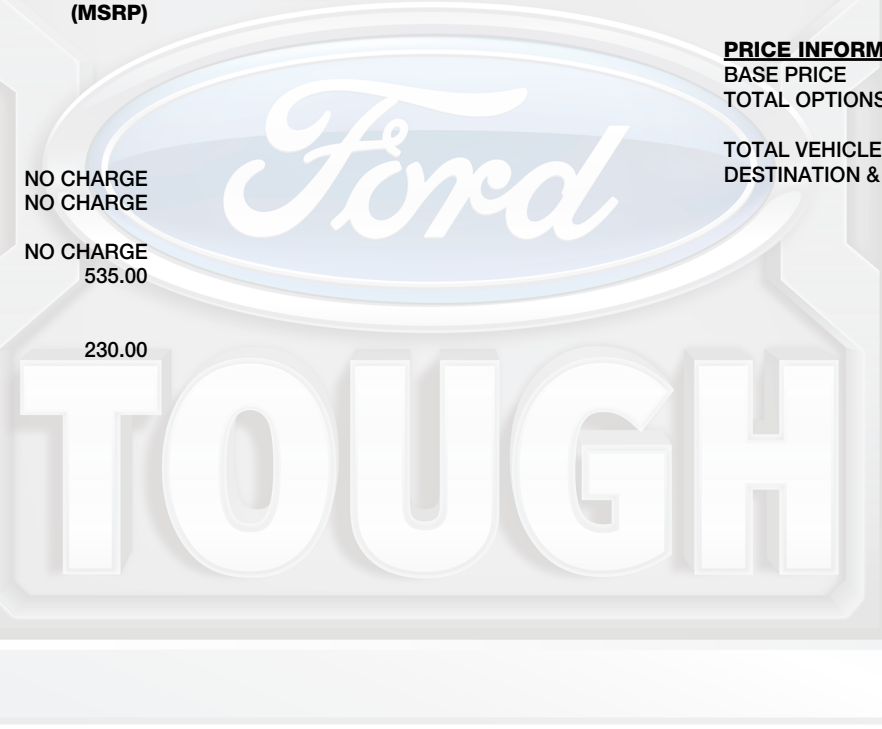 (MSRP)
NO CHARGE
NO CHARGE
NO CHARGE
535.00
230.00
PRICE INFORM
BASE PRICE
TOTAL OPTIONS
TOTAL VEHICLE
DESTINATION &
Ford
TOUGH